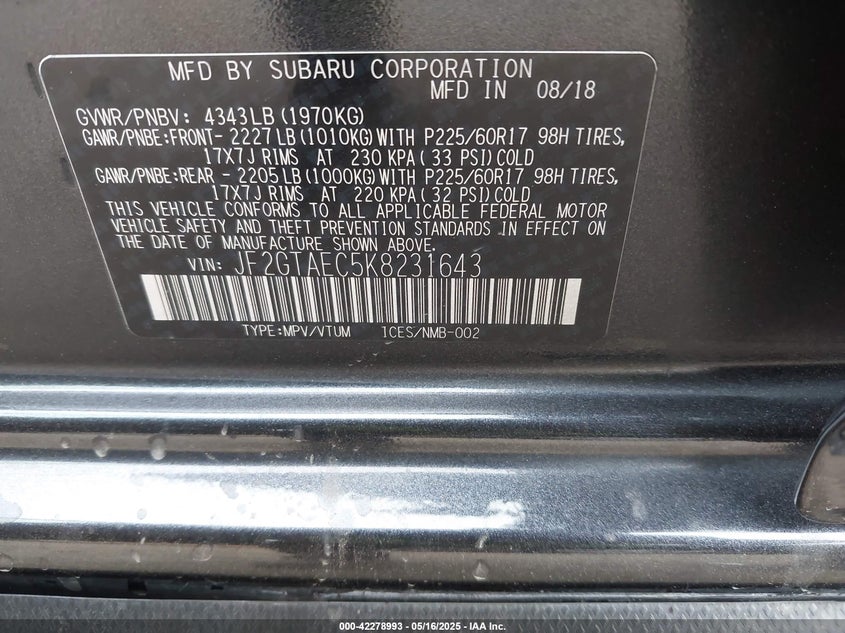 MFD BY SUBARU CORPORATION
MFD IN 08/18
GVWR/PNBV: 4343LB(1970KG)
GAWR/PNBE:FRONT- 2227LB(1010KG)WITH P225/60R17 98H TIRES,
17X7J RIMS AT 230 KPA( 33 PSI)COLD
GAWR/PNBE:REAR - 2205LB(1000KG)WITH P225/60R17 98H TIRES,
17X7J RIMS AT 220 KPA( 32 PSI)COLD
THIS VEHICLE CONFORMS TO ALL APPLICABLE FEDERAL MOTOR
VEHICLE SAFETY AND THEFT PREVENTION STANDARDS IN EFFECT ON
THE DATE OF MANUFACTURE SHOWN ABOVE.
VIN: JF2GTAEC5K8231643
TYPE:MPV/VTUM ICES/NMB-002
000-42278993 - 05/16/2025 - IAA Inc.